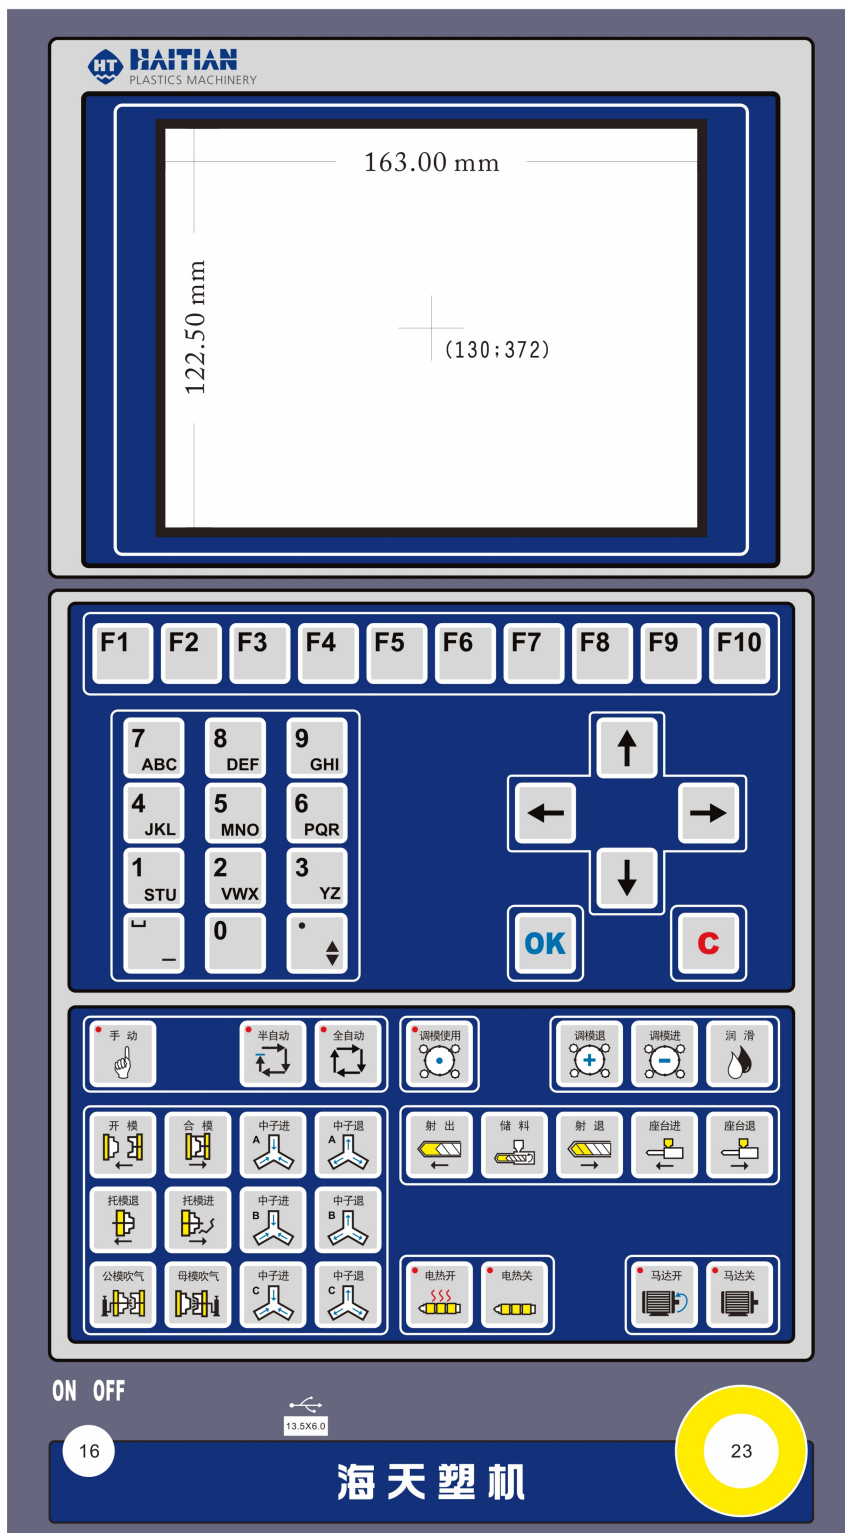 HT
HAITIAN
PLASTICS MACHINERY
163.00 mm
122.50 mm
(130;372)
F1 F2 F3 F4 F5 F6 F7 F8 F9 F10
7 ABC 8 DEF 9 GHI
4 JKL 5 MNO 6 PQR
1 STU 2 VWX 3 YZ
0
OK C
手动 半自动 全自动 调模使用 调模退 调模进 润滑
开模 合模 中子进 A 中子退 A 射出 储料 射退 座台进 座台退
托模退 托模进 中子进 B 中子退 B
公模吹气 母模吹气 中子进 C 中子退 C 电热开 电热关 马达开 马达关
ON OFF
13.5X6.0
16
23
海天塑机